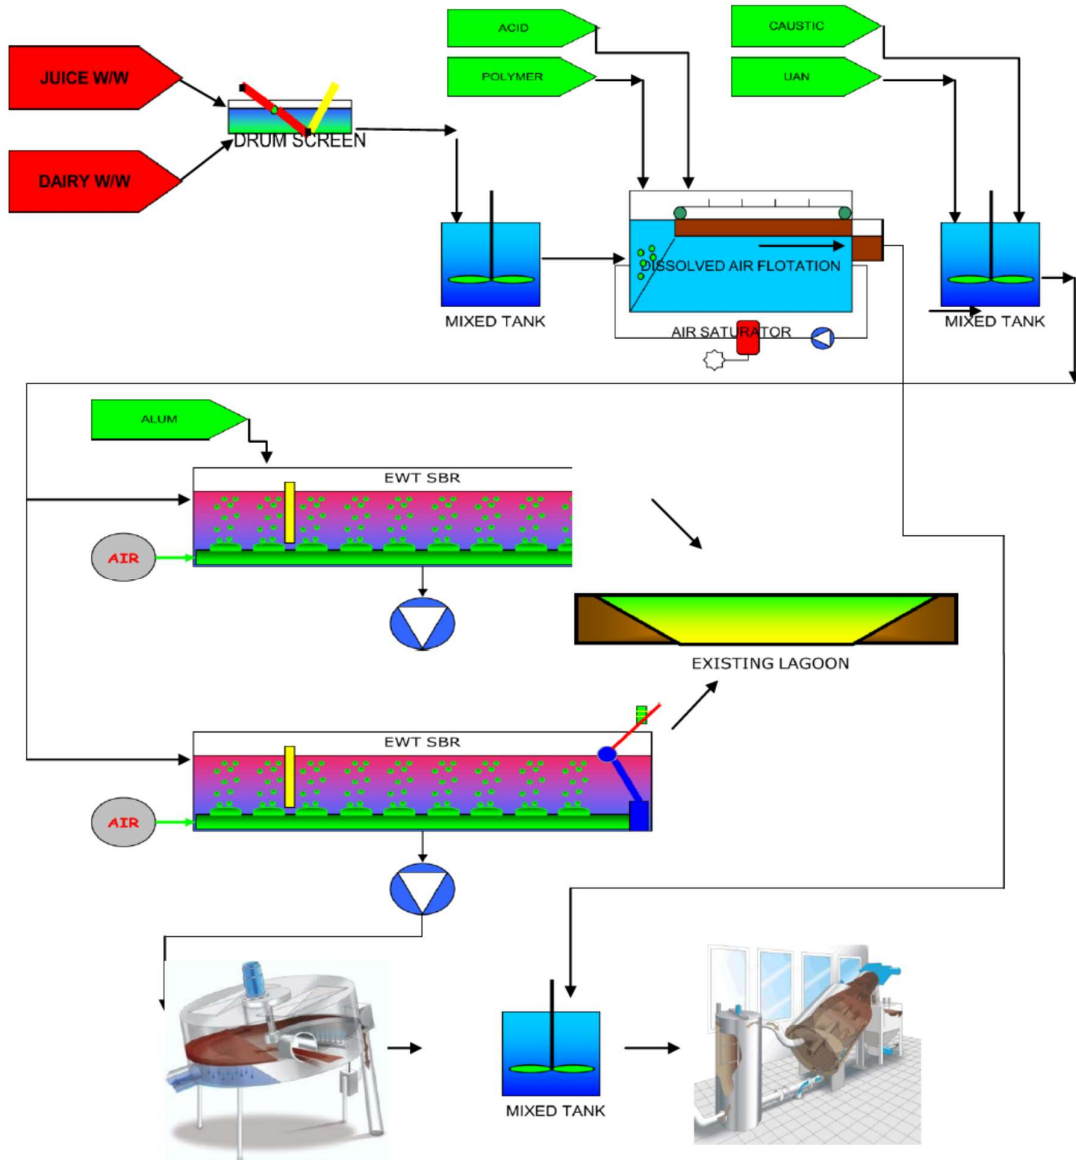 JUICE W/W
DAIRY W/W
DRUM SCREEN
ACID
POLYMER
CAUSTIC
UAN
MIXED TANK
DISSOLVED AIR FLOTATION
AIR SATURATOR
MIXED TANK
ALUM
EWT SBR
AIR
EXISTING LAGOON
EWT SBR
AIR
MIXED TANK